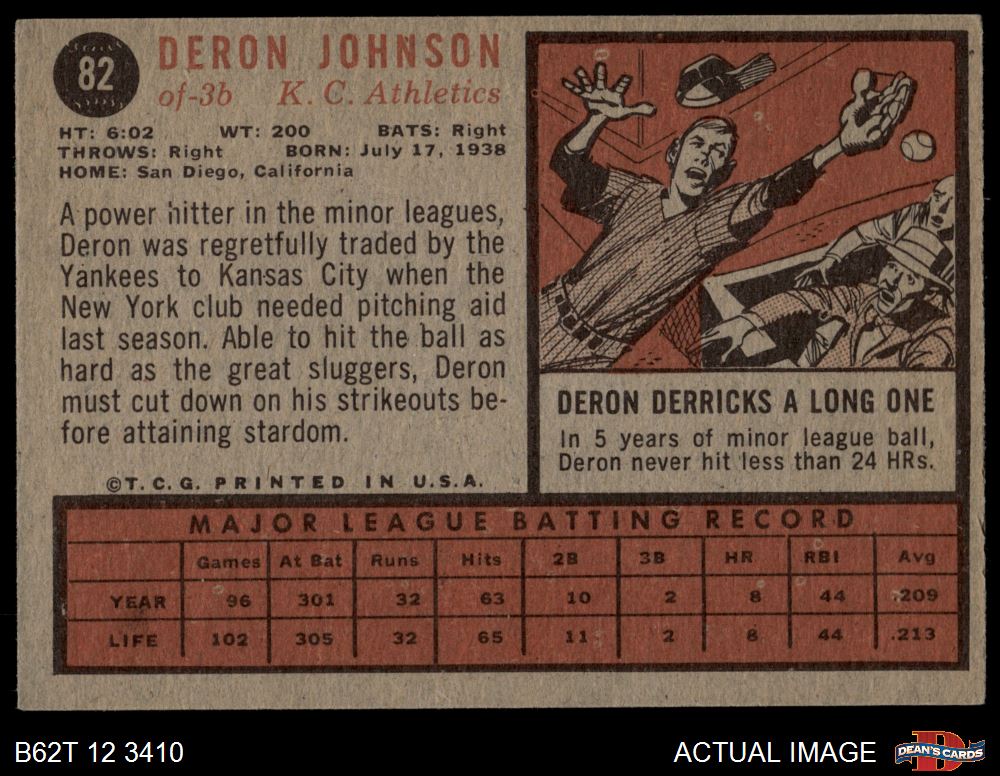 82
DERON JOHNSON
of-3b K. C. Athletics
HT: 6:02 WT: 200 BATS: Right
THROWS: Right BORN: July 17, 1938
HOME: San Diego, California
A power hitter in the minor leagues,
Deron was regretfully traded by the
Yankees to Kansas City when the
New York club needed pitching aid
last season. Able to hit the ball as
hard as the great sluggers, Deron
must cut down on his strikeouts be-
fore attaining stardom.
©T. C. G. PRINTED IN U.S.A.
DERON DERRICKS A LONG ONE
In 5 years of minor league ball,
Deron never hit less than 24 HRs.
MAJOR LEAGUE BATTING RECORD
Games At Bat Runs Hits 2B 3B HR RBI Avg
YEAR 96 301 32 63 10 2 8 44 .209
LIFE 102 305 32 65 11 2 8 44 .213
B62T 12 3410
ACTUAL IMAGE
D
DEAN'S CARDS